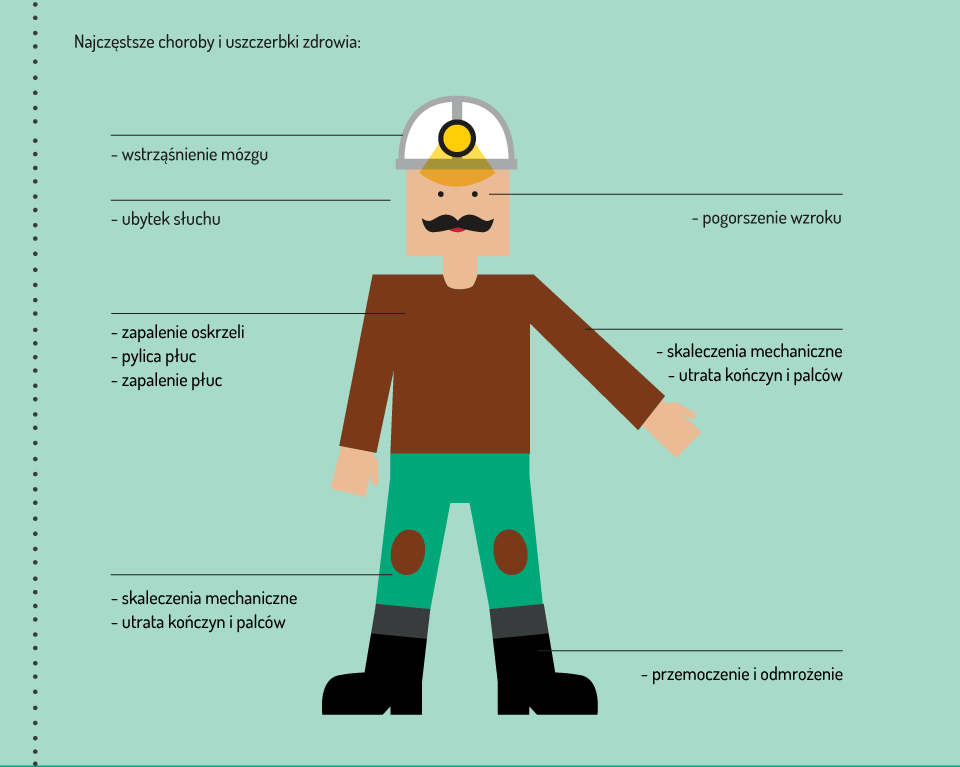 Najczęstsze choroby i uszczerbki zdrowia:
- wstrząśnienie mózgu
- ubytek słuchu
- pogorszenie wzroku
- zapalenie oskrzeli
- pylica płuc
- zapalenie płuc
- skaleczenia mechaniczne
- utrata kończyn i palców
- skaleczenia mechaniczne
- utrata kończyn i palców
- przemoczenie i odmrożenie